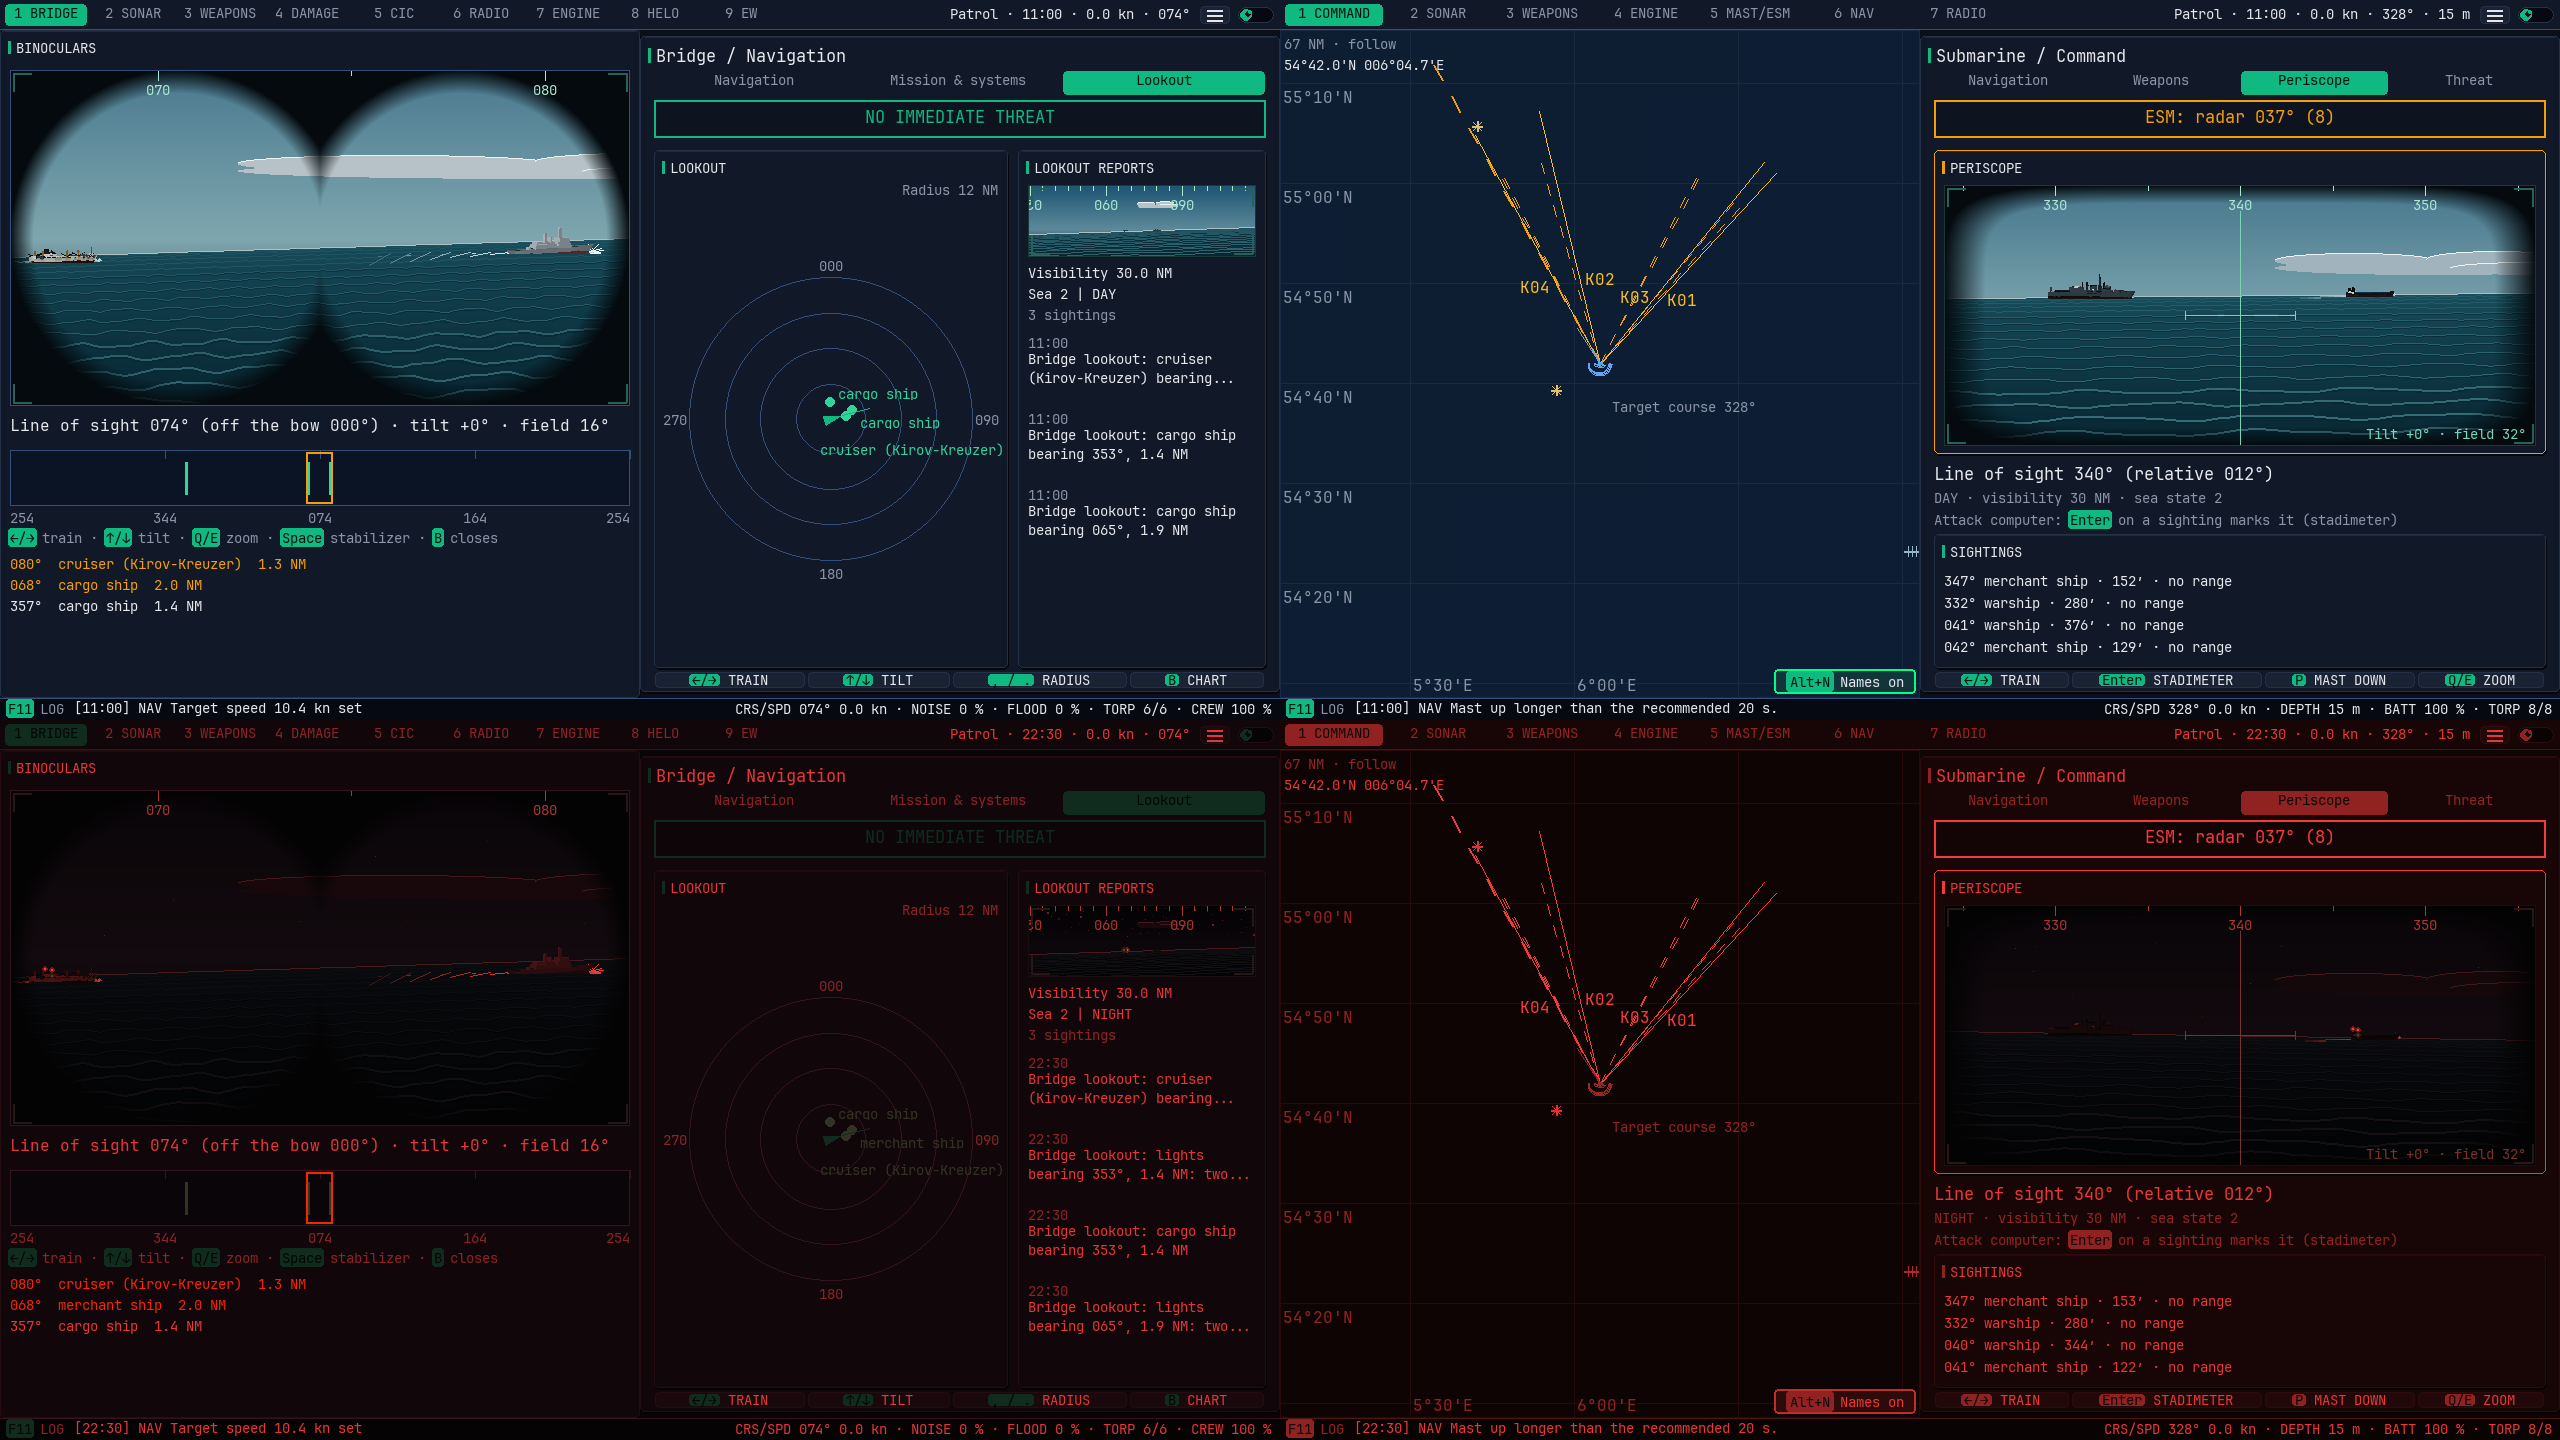 1 BRIDGE 2 SONAR 3 WEAPONS 4 DAMAGE 5 CIC 6 RADIO 7 ENGINE 8 HELO 9 EW Patrol · 11:00 · 0.0 kn · 074°
BINOCULARS
070 080
Line of sight 074° (off the bow 000°) · tilt +0° · field 16°
254 344 074 164 254
←/→ train · ↑/↓ tilt · Q/E zoom · Space stabilizer · B closes
080° cruiser (Kirov-Kreuzer) 1.3 NM
068° cargo ship 2.0 NM
357° cargo ship 1.4 NM
Bridge / Navigation
Navigation Mission & systems Lookout
NO IMMEDIATE THREAT
LOOKOUT
Radius 12 NM
000
cargo ship
270 cargo ship 090
cruiser (Kirov-Kreuzer)
180
LOOKOUT REPORTS
060 090
Visibility 30.0 NM
Sea 2 | DAY
3 sightings
11:00
Bridge lookout: cruiser
(Kirov-Kreuzer) bearing...
11:00
Bridge lookout: cargo ship
bearing 353°, 1.4 NM
11:00
Bridge lookout: cargo ship
bearing 065°, 1.9 NM
←/→ TRAIN ↑/↓ TILT , / . RADIUS B CHART
F11 LOG [11:00] NAV Target speed 10.4 kn set CRS/SPD 074° 0.0 kn · NOISE 0 % · FLOOD 0 % · TORP 6/6 · CREW 100 %
1 COMMAND 2 SONAR 3 WEAPONS 4 ENGINE 5 MAST/ESM 6 NAV 7 RADIO Patrol · 11:00 · 0.0 kn · 328° · 15 m
67 NM · follow
54°42.0'N 006°04.7'E
55°10'N
55°00'N
54°50'N
54°40'N
54°30'N
54°20'N
K04 K02 K03 K01
Target course 328°
5°30'E 6°00'E
Alt+N Names on
Submarine / Command
Navigation Weapons Periscope Threat
ESM: radar 037° (8)
PERISCOPE
330 340 350
Tilt +0° · field 32°
Line of sight 340° (relative 012°)
DAY · visibility 30 NM · sea state 2
Attack computer: Enter on a sighting marks it (stadimeter)
SIGHTINGS
347° merchant ship · 152′ · no range
332° warship · 280′ · no range
041° warship · 376′ · no range
042° merchant ship · 129′ · no range
←/→ TRAIN Enter STADIMETER P MAST DOWN Q/E ZOOM
F11 LOG [11:00] NAV Mast up longer than the recommended 20 s. CRS/SPD 328° 0.0 kn · DEPTH 15 m · BATT 100 % · TORP 8/8
1 BRIDGE 2 SONAR 3 WEAPONS 4 DAMAGE 5 CIC 6 RADIO 7 ENGINE 8 HELO 9 EW Patrol · 22:30 · 0.0 kn · 074°
BINOCULARS
070 080
Line of sight 074° (off the bow 000°) · tilt +0° · field 16°
254 344 074 164 254
←/→ train · ↑/↓ tilt · Q/E zoom · Space stabilizer · B closes
080° cruiser (Kirov-Kreuzer) 1.3 NM
068° merchant ship 2.0 NM
357° cargo ship 1.4 NM
Bridge / Navigation
Navigation Mission & systems Lookout
NO IMMEDIATE THREAT
LOOKOUT
Radius 12 NM
000
cargo ship
270 merchant ship 090
cruiser (Kirov-Kreuzer)
180
LOOKOUT REPORTS
060 090
Visibility 30.0 NM
Sea 2 | NIGHT
3 sightings
22:30
Bridge lookout: cruiser
(Kirov-Kreuzer) bearing...
22:30
Bridge lookout: lights
bearing 353°, 1.4 NM: two...
22:30
Bridge lookout: cargo ship
bearing 353°, 1.4 NM
22:30
Bridge lookout: lights
bearing 065°, 1.9 NM: two...
←/→ TRAIN ↑/↓ TILT , / . RADIUS B CHART
F11 LOG [22:30] NAV Target speed 10.4 kn set CRS/SPD 074° 0.0 kn · NOISE 0 % · FLOOD 0 % · TORP 6/6 · CREW 100 %
1 COMMAND 2 SONAR 3 WEAPONS 4 ENGINE 5 MAST/ESM 6 NAV 7 RADIO Patrol · 22:30 · 0.0 kn · 328° · 15 m
67 NM · follow
54°42.0'N 006°04.7'E
55°10'N
55°00'N
54°50'N
54°40'N
54°30'N
54°20'N
K04 K02 K03 K01
Target course 328°
5°30'E 6°00'E
Alt+N Names on
Submarine / Command
Navigation Weapons Periscope Threat
ESM: radar 037° (8)
PERISCOPE
330 340 350
Tilt +0° · field 32°
Line of sight 340° (relative 012°)
NIGHT · visibility 30 NM · sea state 2
Attack computer: Enter on a sighting marks it (stadimeter)
SIGHTINGS
347° merchant ship · 153′ · no range
332° warship · 280′ · no range
040° warship · 344′ · no range
041° merchant ship · 122′ · no range
←/→ TRAIN Enter STADIMETER P MAST DOWN Q/E ZOOM
F11 LOG [22:30] NAV Mast up longer than the recommended 20 s. CRS/SPD 328° 0.0 kn · DEPTH 15 m · BATT 100 % · TORP 8/8